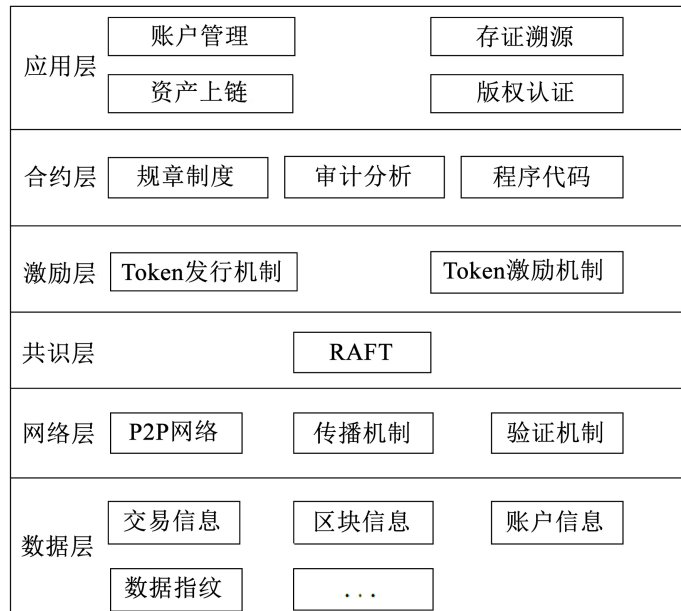 应用层
账户管理
存证溯源
资产上链
版权认证
合约层
规章制度
审计分析
程序代码
激励层
Token发行机制
Token激励机制
共识层
RAFT
网络层
P2P网络
传播机制
验证机制
数据层
交易信息
区块信息
账户信息
数据指纹
...